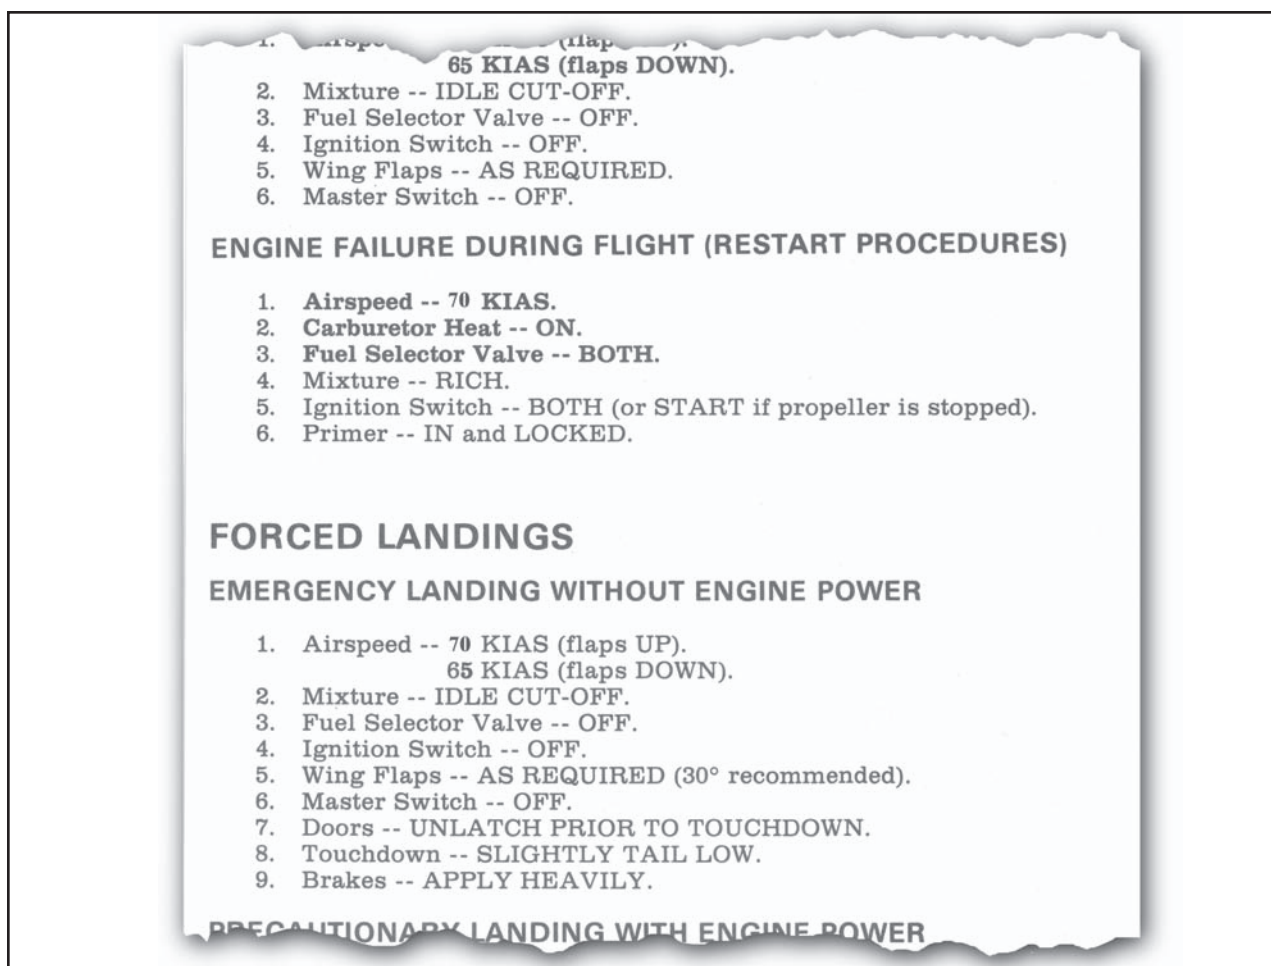 1. (flap
65 KIAS (flaps DOWN).
2. Mixture -- IDLE CUT-OFF.
3. Fuel Selector Valve -- OFF.
4. Ignition Switch -- OFF.
5. Wing Flaps -- AS REQUIRED.
6. Master Switch -- OFF.
ENGINE FAILURE DURING FLIGHT (RESTART PROCEDURES)
1. Airspeed -- 70 KIAS.
2. Carburetor Heat -- ON.
3. Fuel Selector Valve -- BOTH.
4. Mixture -- RICH.
5. Ignition Switch -- BOTH (or START if propeller is stopped).
6. Primer -- IN and LOCKED.
FORCED LANDINGS
EMERGENCY LANDING WITHOUT ENGINE POWER
1. Airspeed -- 70 KIAS (flaps UP).
65 KIAS (flaps DOWN).
2. Mixture -- IDLE CUT-OFF.
3. Fuel Selector Valve -- OFF.
4. Ignition Switch -- OFF.
5. Wing Flaps -- AS REQUIRED (30° recommended).
6. Master Switch -- OFF.
7. Doors -- UNLATCH PRIOR TO TOUCHDOWN.
8. Touchdown -- SLIGHTLY TAIL LOW.
9. Brakes -- APPLY HEAVILY.
PRECAUTIONARY LANDING WITH ENGINE POWER